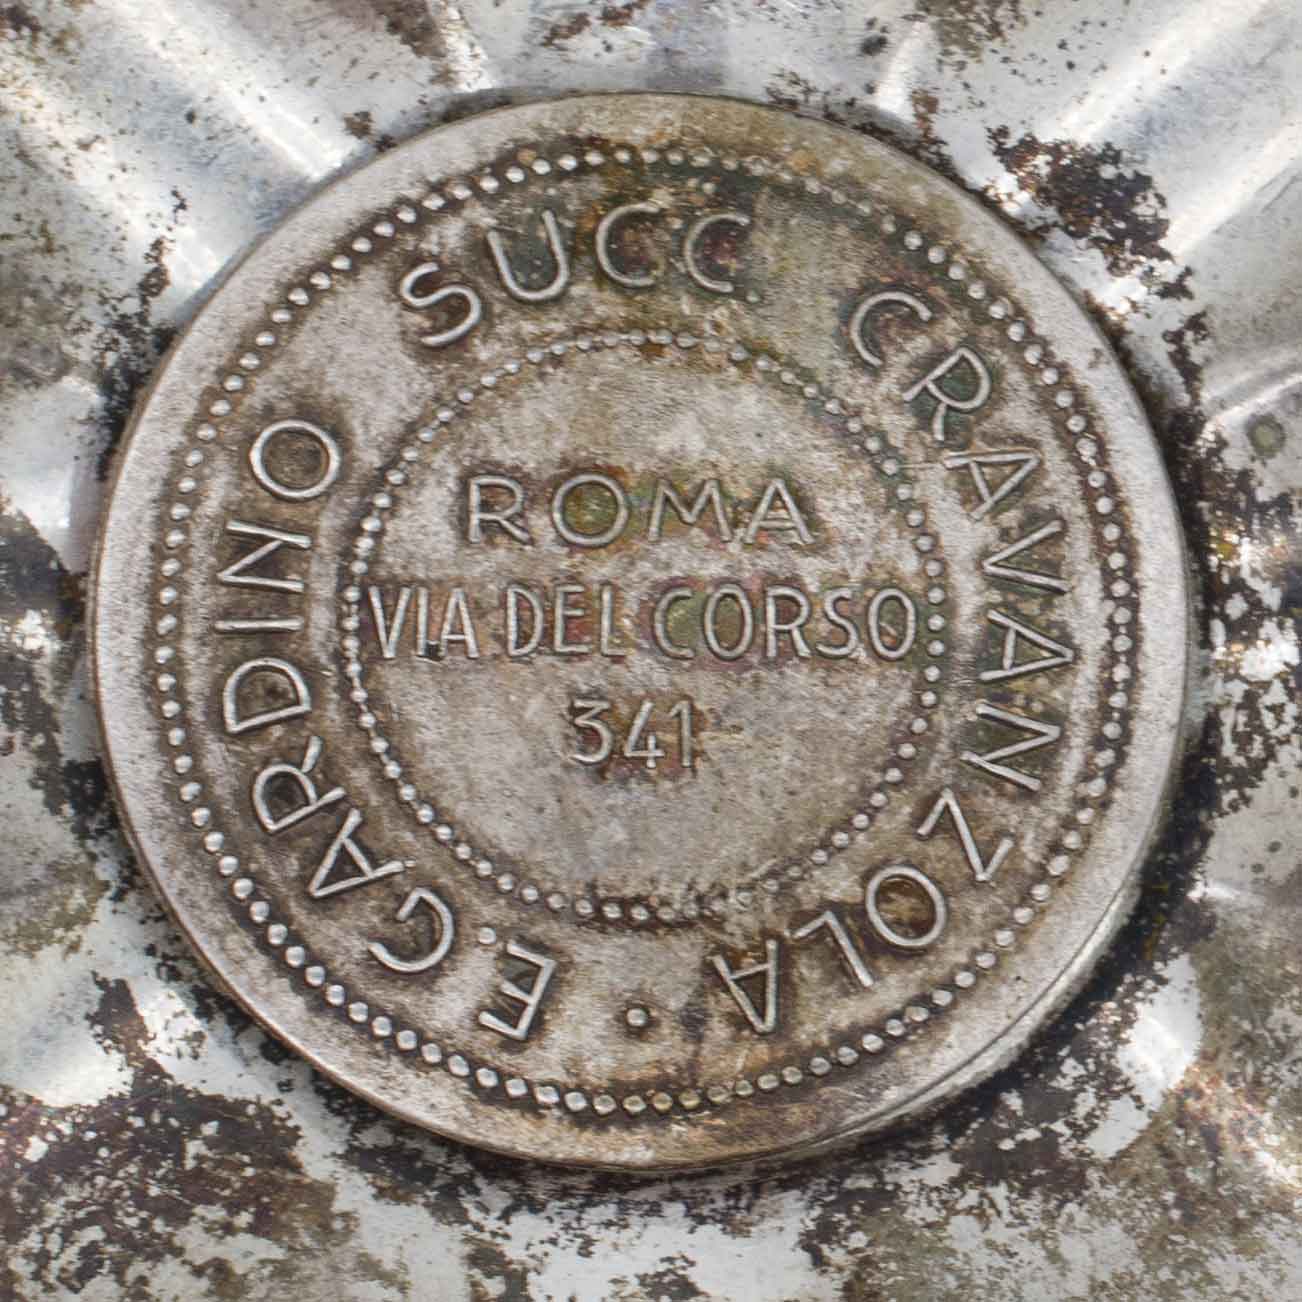 E. GARDINO SUCC. CRAVANZOLA ·
ROMA
VIA DEL CORSO
341